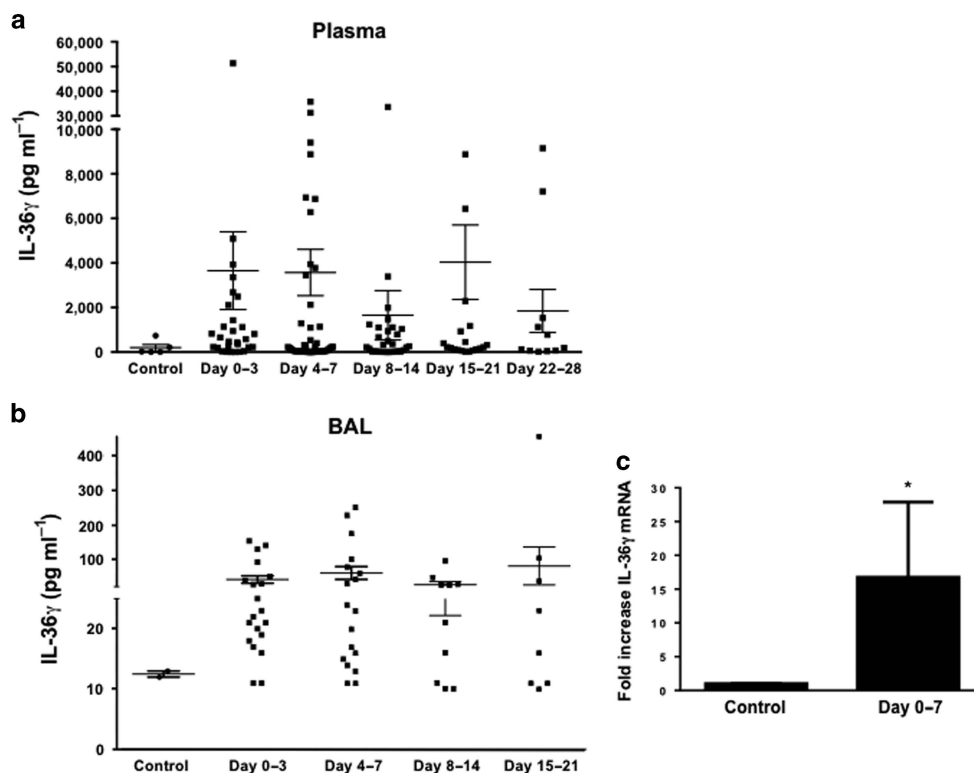 a
Plasma
IL-36γ (pg ml⁻¹)
60,000
50,000
40,000
30,000
10,000
8,000
6,000
4,000
2,000
0
Control Day 0–3 Day 4–7 Day 8–14 Day 15–21 Day 22–28
b
BAL
IL-36γ (pg ml⁻¹)
400
300
200
100
20
10
0
Control Day 0–3 Day 4–7 Day 8–14 Day 15–21
c
Fold increase IL-36γ mRNA
30
25
20
15
10
5
0
*
Control Day 0–7